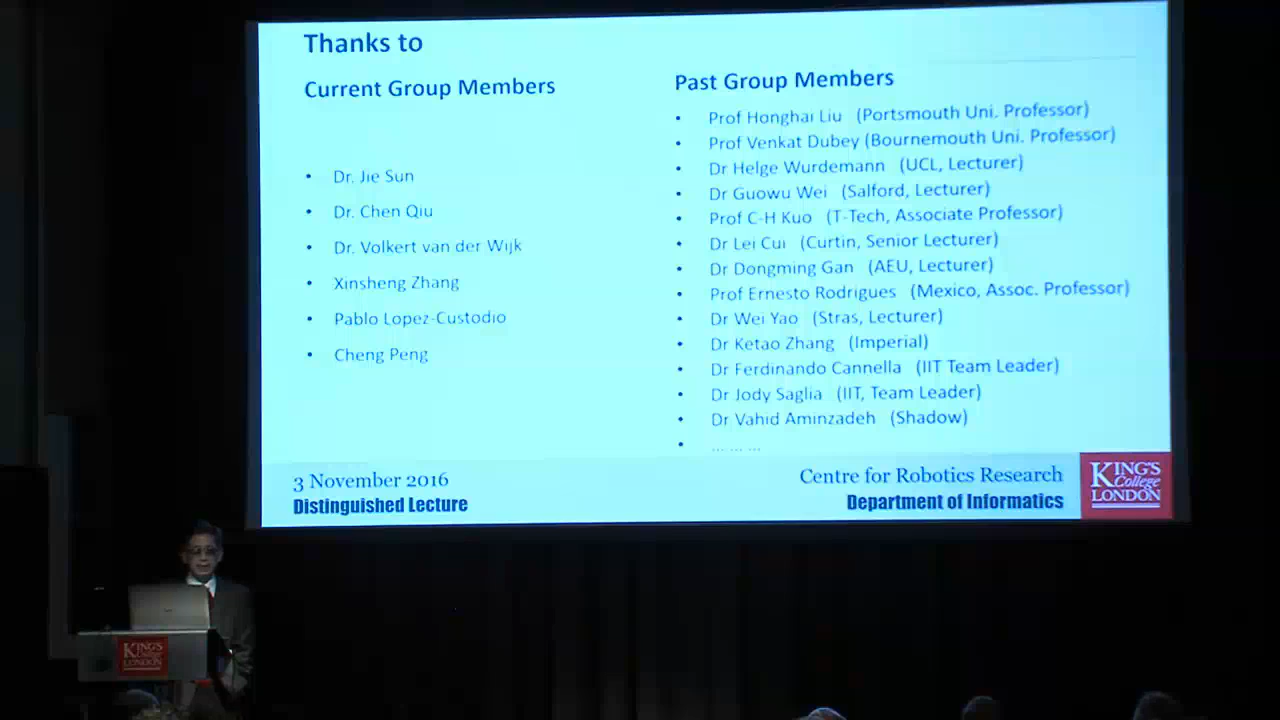 Thanks to
Current Group Members
• Dr. Jie Sun
• Dr. Chen Qiu
• Dr. Volkert van der Wijk
• Xinsheng Zhang
• Pablo Lopez-Custodio
• Cheng Peng
Past Group Members
• Prof Honghai Liu (Portsmouth Uni. Professor)
• Prof Venkat Dubey (Bournemouth Uni. Professor)
• Dr Helge Wurdemann (UCL, Lecturer)
• Dr Guowu Wei (Salford, Lecturer)
• Prof C-H Kuo (T-Tech, Associate Professor)
• Dr Lei Cui (Curtin, Senior Lecturer)
• Dr Dongming Gan (AEU, Lecturer)
• Prof Ernesto Rodrigues (Mexico, Assoc. Professor)
• Dr Wei Yao (Stras, Lecturer)
• Dr Ketao Zhang (Imperial)
• Dr Ferdinando Cannella (IIT Team Leader)
• Dr Jody Saglia (IIT, Team Leader)
• Dr Vahid Aminzadeh (Shadow)
• ... ... ...
3 November 2016
Distinguished Lecture
Centre for Robotics Research
Department of Informatics
KING'S
College
LONDON
KING'S
College
LONDON